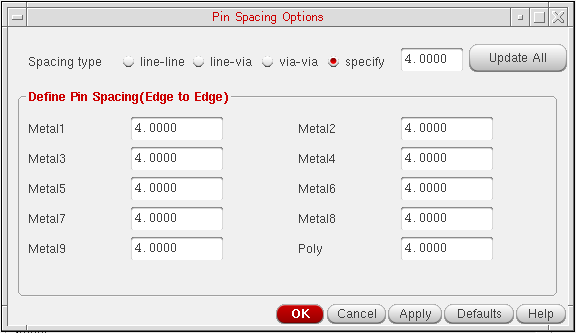 Pin Spacing Options
Spacing type line-line line-via via-via specify 4.0000 Update All
Define Pin Spacing(Edge to Edge)
Metal1 4.0000 Metal2 4.0000
Metal3 4.0000 Metal4 4.0000
Metal5 4.0000 Metal6 4.0000
Metal7 4.0000 Metal8 4.0000
Metal9 4.0000 Poly 4.0000
OK Cancel Apply Defaults Help